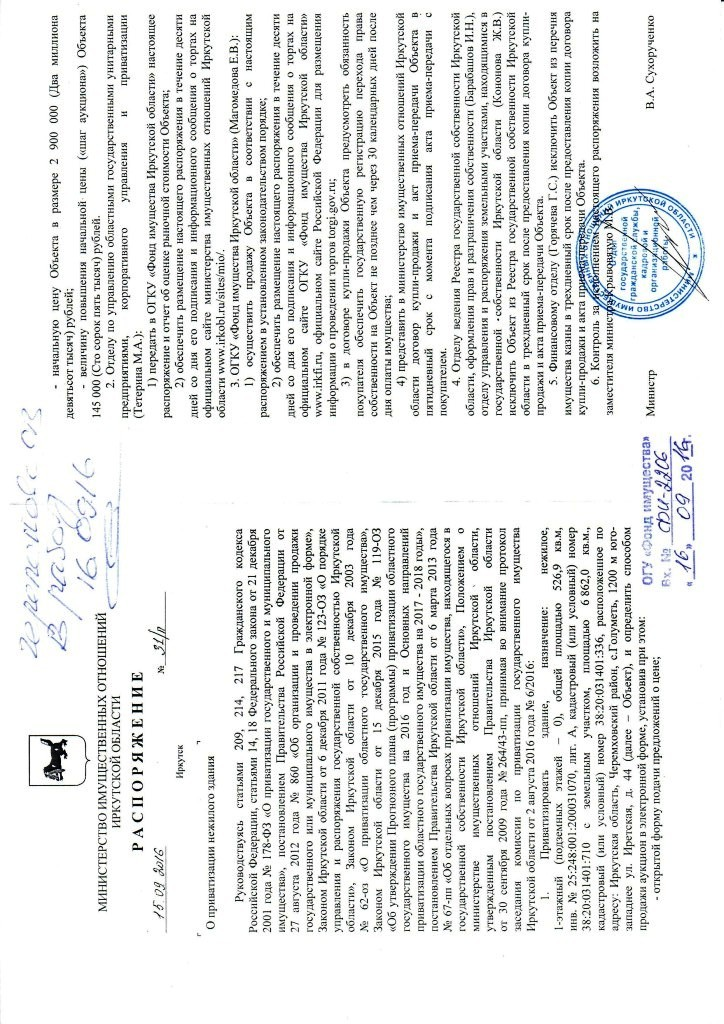 МИНИСТЕРСТВО ИМУЩЕСТВЕННЫХ ОТНОШЕНИЙ
ИРКУТСКОЙ ОБЛАСТИ
РАСПОРЯЖЕНИЕ
15.09.2016 № 51/п
Иркутск
О приватизации нежилого здания
Руководствуясь статьями 209, 214, 217 Гражданского кодекса
Российской Федерации, статьями 14, 18 Федерального закона от 21 декабря
2001 года № 178-ФЗ «О приватизации государственного и муниципального
имущества», постановлением Правительства Российской Федерации от
27 августа 2012 года № 860 «Об организации и проведении продажи
государственного или муниципального имущества в электронной форме»,
Законом Иркутской области от 6 декабря 2011 года № 123-ОЗ «О порядке
управления и распоряжения государственной собственностью Иркутской
области», Законом Иркутской области от 10 декабря 2003 года
№ 62-оз «О приватизации областного государственного имущества»,
Законом Иркутской области от 15 декабря 2015 года № 119-ОЗ
«Об утверждении Прогнозного плана (программы) приватизации областного
государственного имущества на 2016 год и Основных направлений
приватизации областного государственного имущества на 2017 - 2018 годы»,
постановлением Правительства Иркутской области от 6 марта 2013 года
№ 67-пп «Об отдельных вопросах приватизации имущества, находящегося в
государственной собственности Иркутской области», Положением о
министерстве имущественных отношений Иркутской области,
утвержденным постановлением Правительства Иркутской области
от 30 сентября 2009 года № 264/43-пп, принимая во внимание протокол
заседания комиссии по приватизации государственного имущества
Иркутской области от 2 августа 2016 года № 6/2016:
1. Приватизировать здание, назначение: нежилое,
1-этажный (подземных этажей – 0), общей площадью 526,9 кв.м,
инв. № 25:248:001:200031070, лит. А, кадастровый (или условный) номер
38:20:031401:710 с земельным участком, площадью 6 862,0 кв.м,
кадастровый (или условный) номер 38:20:031401:336, расположенное по
адресу: Иркутская область, Черемховский район, с.Голуметь, 1200 м юго-
западнее ул. Иретская, д. 44 (далее – Объект), и определить способом
продажи аукцион в электронной форме, установив при этом:
- открытой форму подачи предложений о цене;
В работу
16.09.16
ОГУ «Фонд имущества»
Вх. № ФИ-2206
«16» 09 2016
- начальную цену Объекта в размере 2 900 000 (Два миллиона
девятьсот тысяч) рублей;
- величину повышения начальной цены («шаг аукциона») Объекта
145 000 (Сто сорок пять тысяч) рублей.
2. Отделу по управлению областными государственными унитарными
предприятиями, корпоративного управления и приватизации
(Тетерина М.А.):
1) передать в ОГКУ «Фонд имущества Иркутской области» настоящее
распоряжение и отчет об оценке рыночной стоимости Объекта;
2) обеспечить размещение настоящего распоряжения в течение десяти
дней со дня его подписания и информационного сообщения о торгах на
официальном сайте министерства имущественных отношений Иркутской
области www.irkobl.ru/sites/mio/.
3. ОГКУ «Фонд имущества Иркутской области» (Магомедова Е.В.):
1) осуществить продажу Объекта в соответствии с настоящим
распоряжением в установленном законодательством порядке;
2) обеспечить размещение настоящего распоряжения в течение десяти
дней со дня его подписания и информационного сообщения о торгах на
официальном сайте ОГКУ «Фонд имущества Иркутской области»
www.irkfi.ru, официальном сайте Российской Федерации для размещения
информации о проведении торгов torgi.gov.ru;
3) в договоре купли-продажи Объекта предусмотреть обязанность
покупателя обеспечить государственную регистрацию перехода права
собственности на Объект не позднее чем через 30 календарных дней после
дня оплаты имущества;
4) представить в министерство имущественных отношений Иркутской
области договор купли-продажи и акт приема-передачи Объекта в
пятидневный срок с момента подписания акта приема-передачи с
покупателем.
4. Отделу ведения Реестра государственной собственности Иркутской
области, оформления прав и разграничения собственности (Барабашов И.Н.),
отделу управления и распоряжения земельными участками, находящимися в
государственной собственности Иркутской области (Кононова Ж.В.)
исключить Объект из Реестра государственной собственности Иркутской
области в трехдневный срок после предоставления копии договора купли-
продажи и акта приема-передачи Объекта.
5. Финансовому отделу (Горячева Г.С.) исключить Объект из перечня
имущества казны в трехдневный срок после предоставления копии договора
купли-продажи и акта приема-передачи Объекта.
6. Контроль за исполнением настоящего распоряжения возложить на
заместителя министра
Министр В.А. Сухорученко
государственной
гражданской службы,
кадровой и
организационной
работы